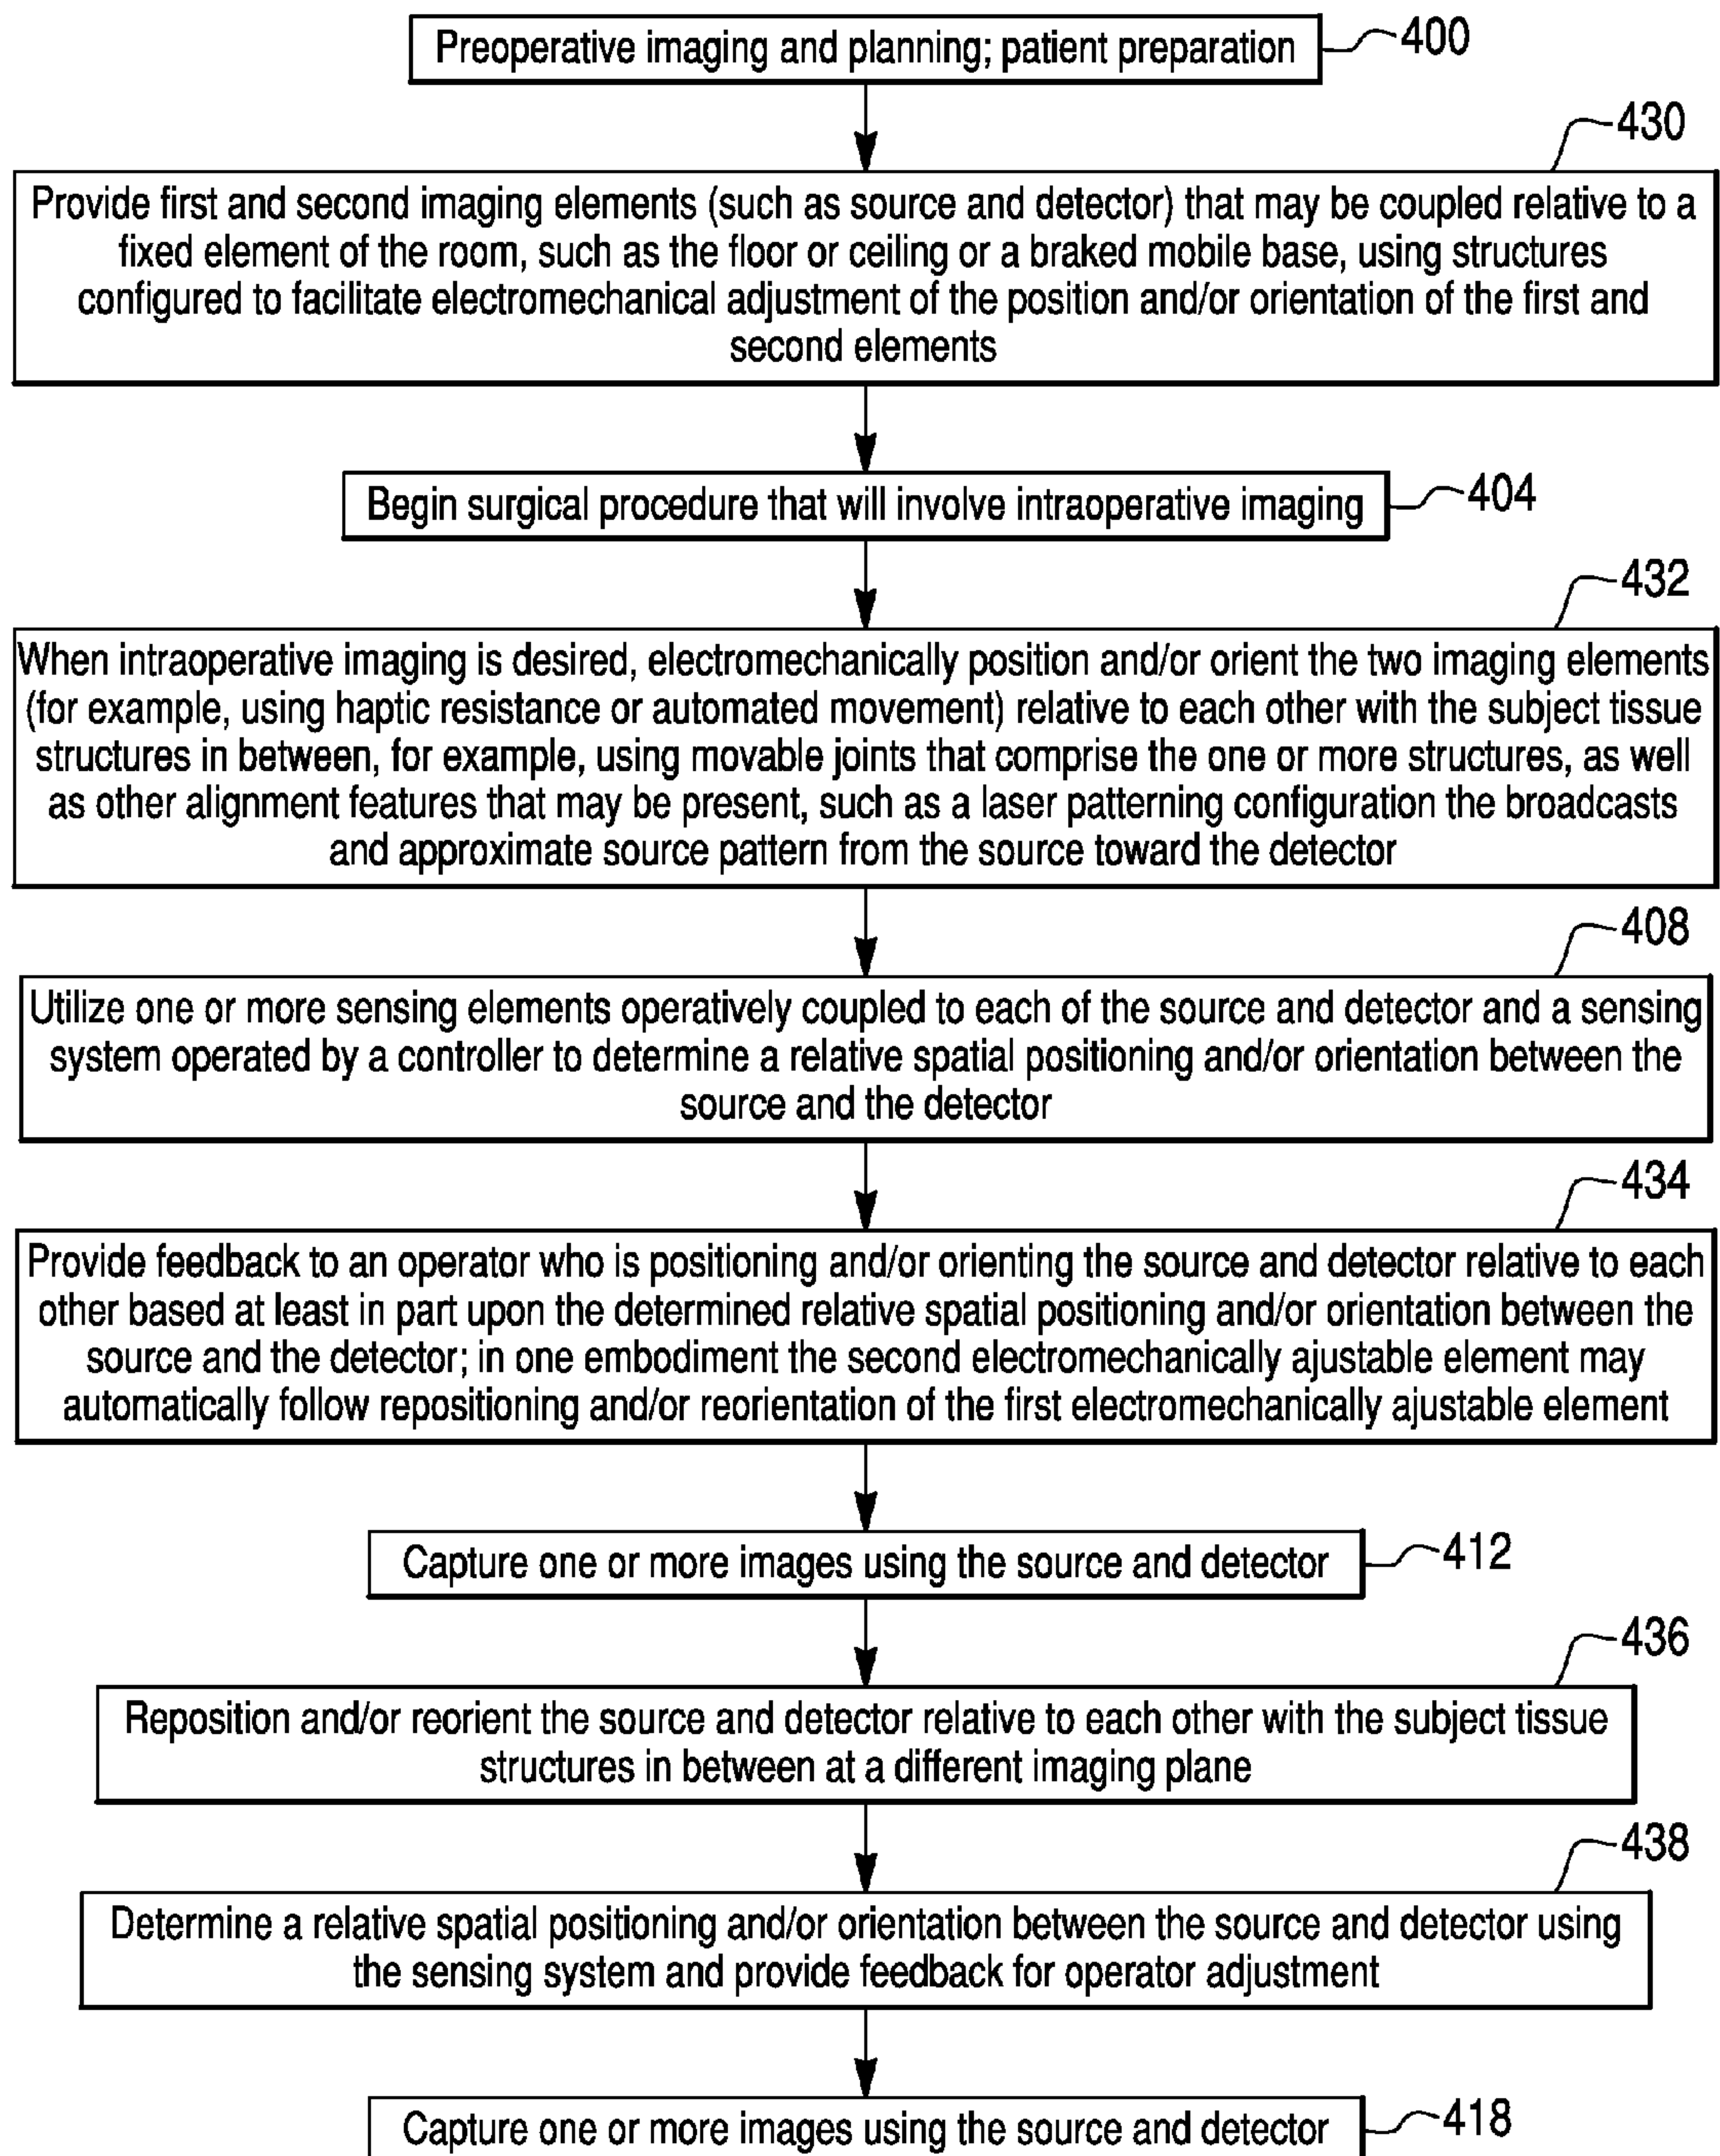 Preoperative imaging and planning; patient preparation
400
430
Provide first and second imaging elements (such as source and detector) that may be coupled relative to a
fixed element of the room, such as the floor or ceiling or a braked mobile base, using structures
configured to facilitate electromechanical adjustment of the position and/or orientation of the first and
second elements
Begin surgical procedure that will involve intraoperative imaging
404
432
When intraoperative imaging is desired, electromechanically position and/or orient the two imaging elements
(for example, using haptic resistance or automated movement) relative to each other with the subject tissue
structures in between, for example, using movable joints that comprise the one or more structures, as well
as other alignment features that may be present, such as a laser patterning configuration the broadcasts
and approximate source pattern from the source toward the detector
408
Utilize one or more sensing elements operatively coupled to each of the source and detector and a sensing
system operated by a controller to determine a relative spatial positioning and/or orientation between the
source and the detector
434
Provide feedback to an operator who is positioning and/or orienting the source and detector relative to each
other based at least in part upon the determined relative spatial positioning and/or orientation between the
source and the detector; in one embodiment the second electromechanically ajustable element may
automatically follow repositioning and/or reorientation of the first electromechanically ajustable element
Capture one or more images using the source and detector
412
436
Reposition and/or reorient the source and detector relative to each other with the subject tissue
structures in between at a different imaging plane
438
Determine a relative spatial positioning and/or orientation between the source and detector using
the sensing system and provide feedback for operator adjustment
Capture one or more images using the source and detector
418